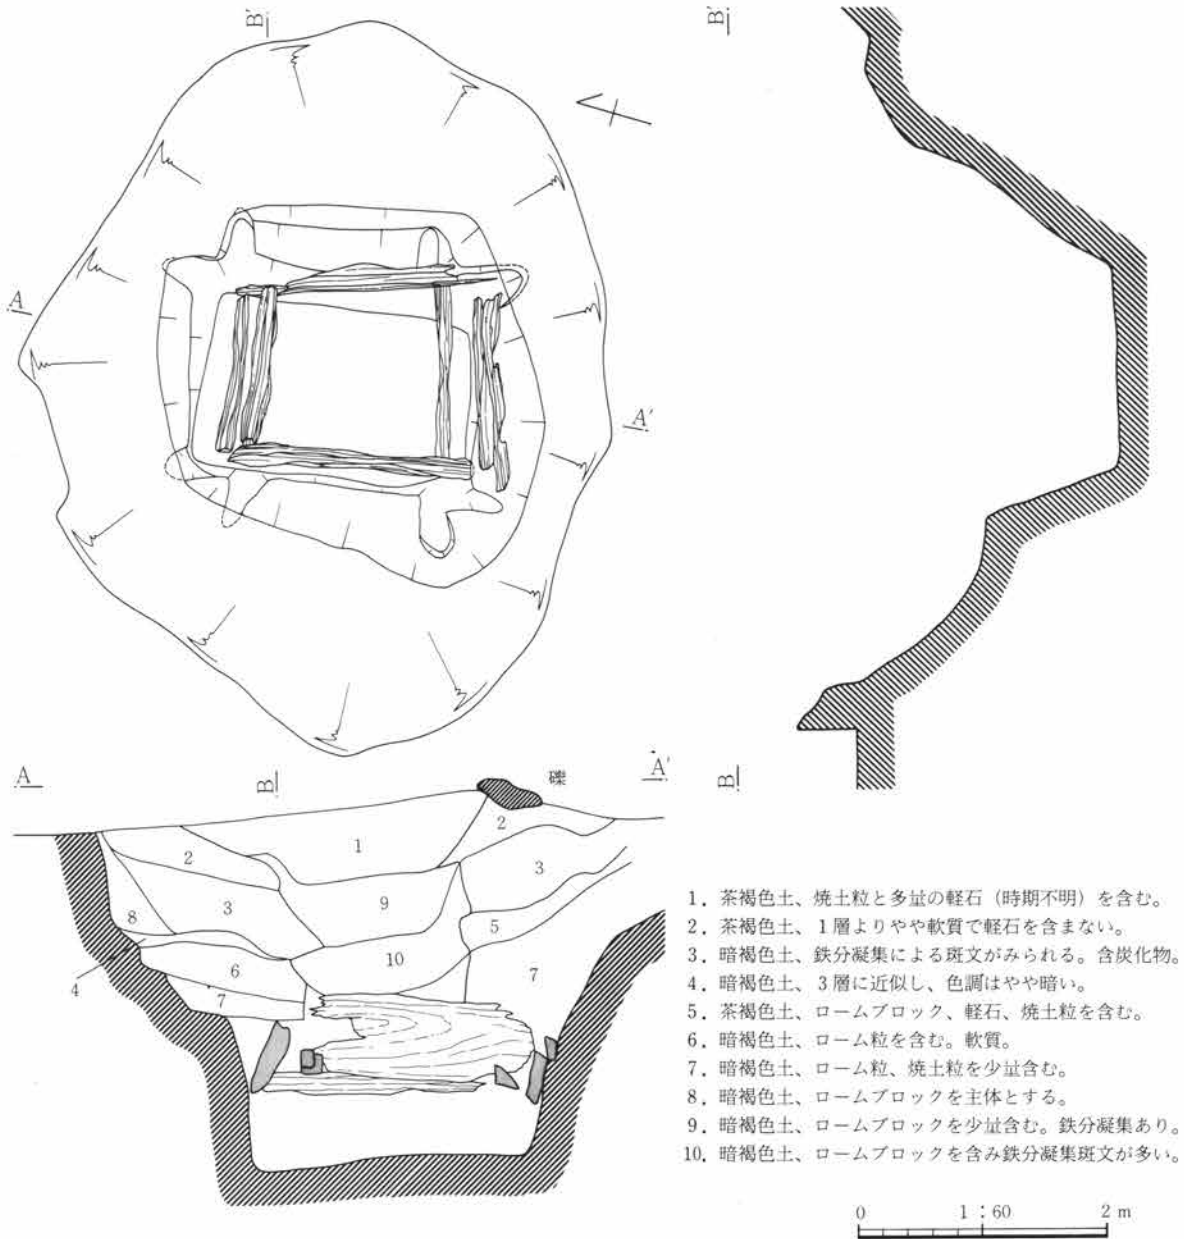 B'
B'
A
A'
A
B
礫
A'
B
1
2
2
3
3
9
8
5
10
6
7
4
7
1．茶褐色土、焼土粒と多量の軽石（時期不明）を含む。
2．茶褐色土、1層よりやや軟質で軽石を含まない。
3．暗褐色土、鉄分凝集による斑文がみられる。含炭化物。
4．暗褐色土、3層に近似し、色調はやや暗い。
5．茶褐色土、ロームブロック、軽石、焼土粒を含む。
6．暗褐色土、ローム粒を含む。軟質。
7．暗褐色土、ローム粒、焼土粒を少量含む。
8．暗褐色土、ロームブロックを主体とする。
9．暗褐色土、ロームブロックを少量含む。鉄分凝集あり。
10．暗褐色土、ロームブロックを含み鉄分凝集斑文が多い。
0 1：60 2 m